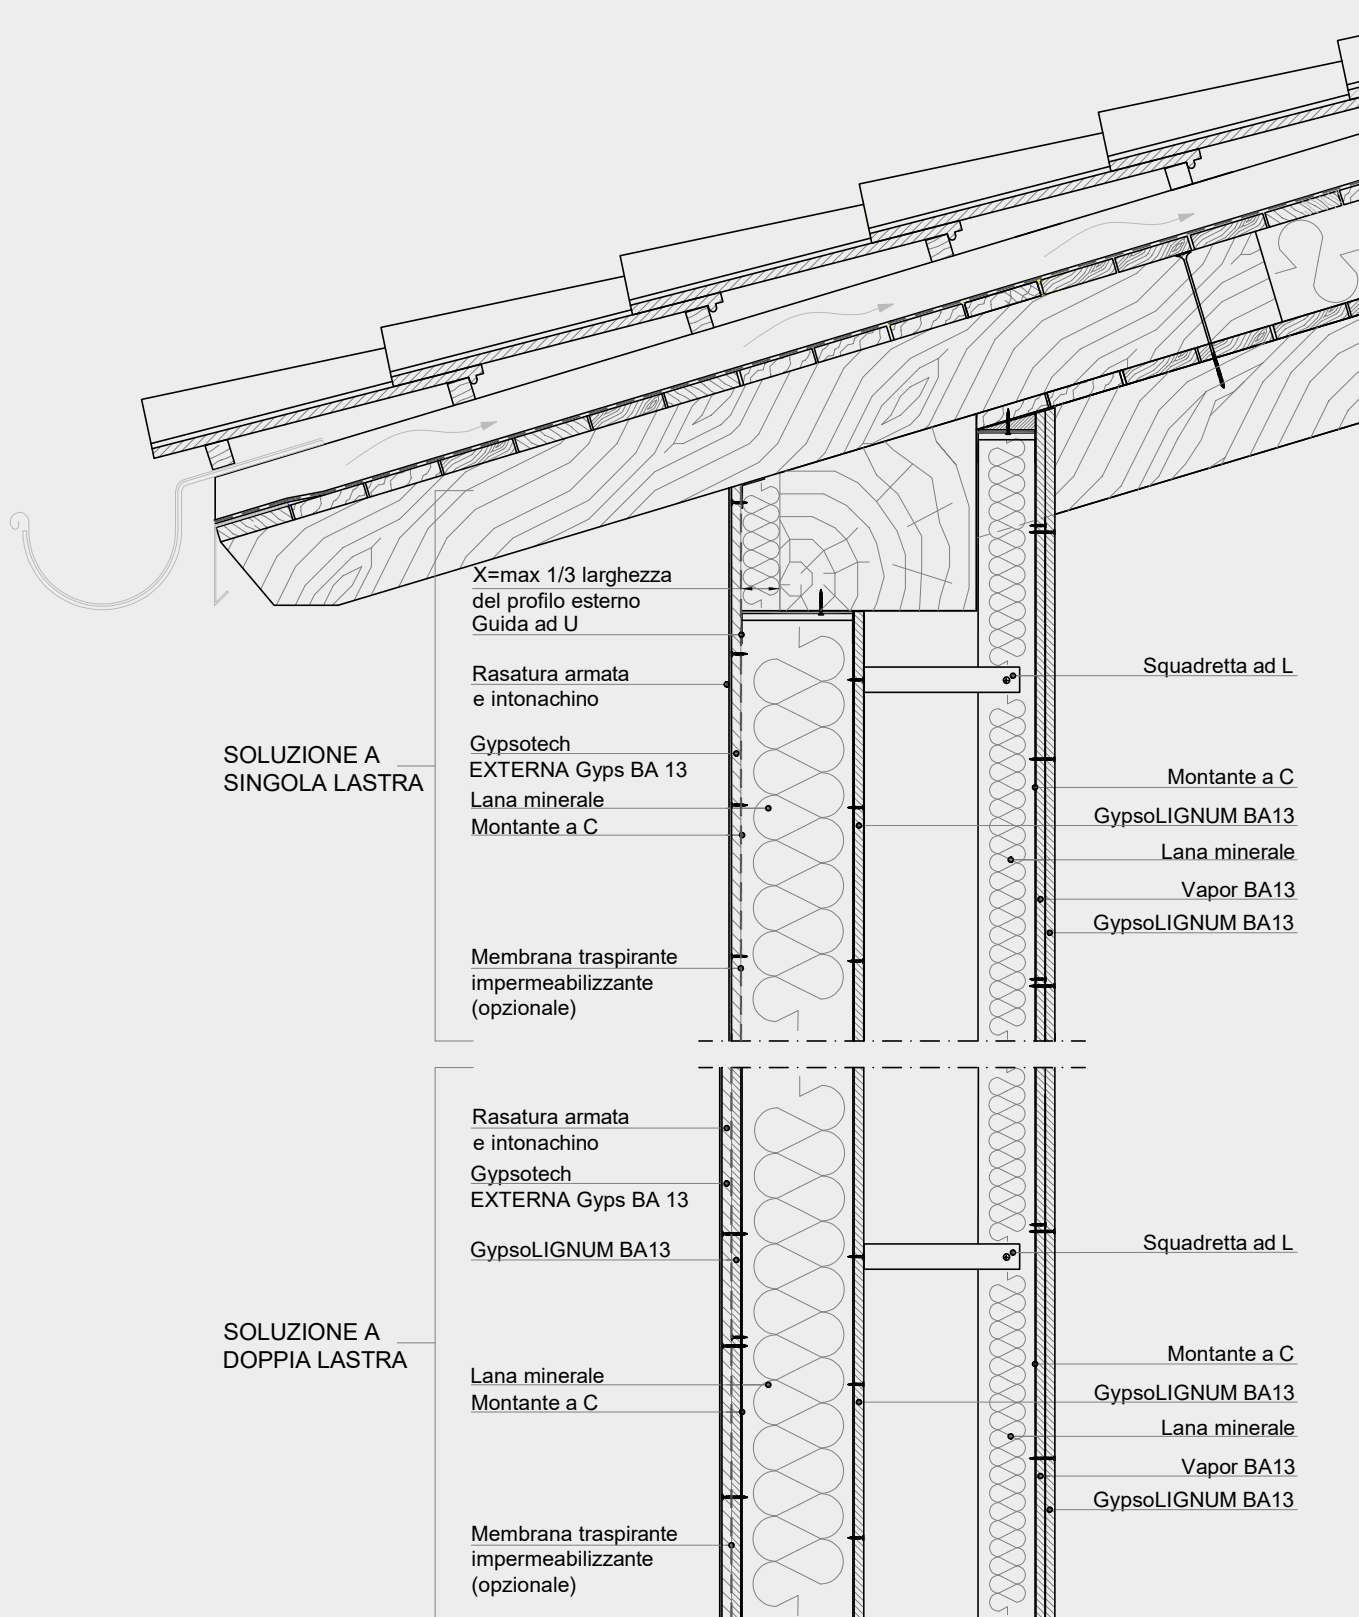 X=max 1/3 larghezza
del profilo esterno
Guida ad U
Rasatura armata
e intonachino
Gypsotech
EXTERNA Gyps BA 13
Lana minerale
Montante a C
Membrana traspirante
impermeabilizzante
(opzionale)
SOLUZIONE A
SINGOLA LASTRA
Squadretta ad L
Montante a C
GypsoLIGNUM BA13
Lana minerale
Vapor BA13
GypsoLIGNUM BA13
Rasatura armata
e intonachino
Gypsotech
EXTERNA Gyps BA 13
GypsoLIGNUM BA13
Lana minerale
Montante a C
Membrana traspirante
impermeabilizzante
(opzionale)
SOLUZIONE A
DOPPIA LASTRA
Squadretta ad L
Montante a C
GypsoLIGNUM BA13
Lana minerale
Vapor BA13
GypsoLIGNUM BA13